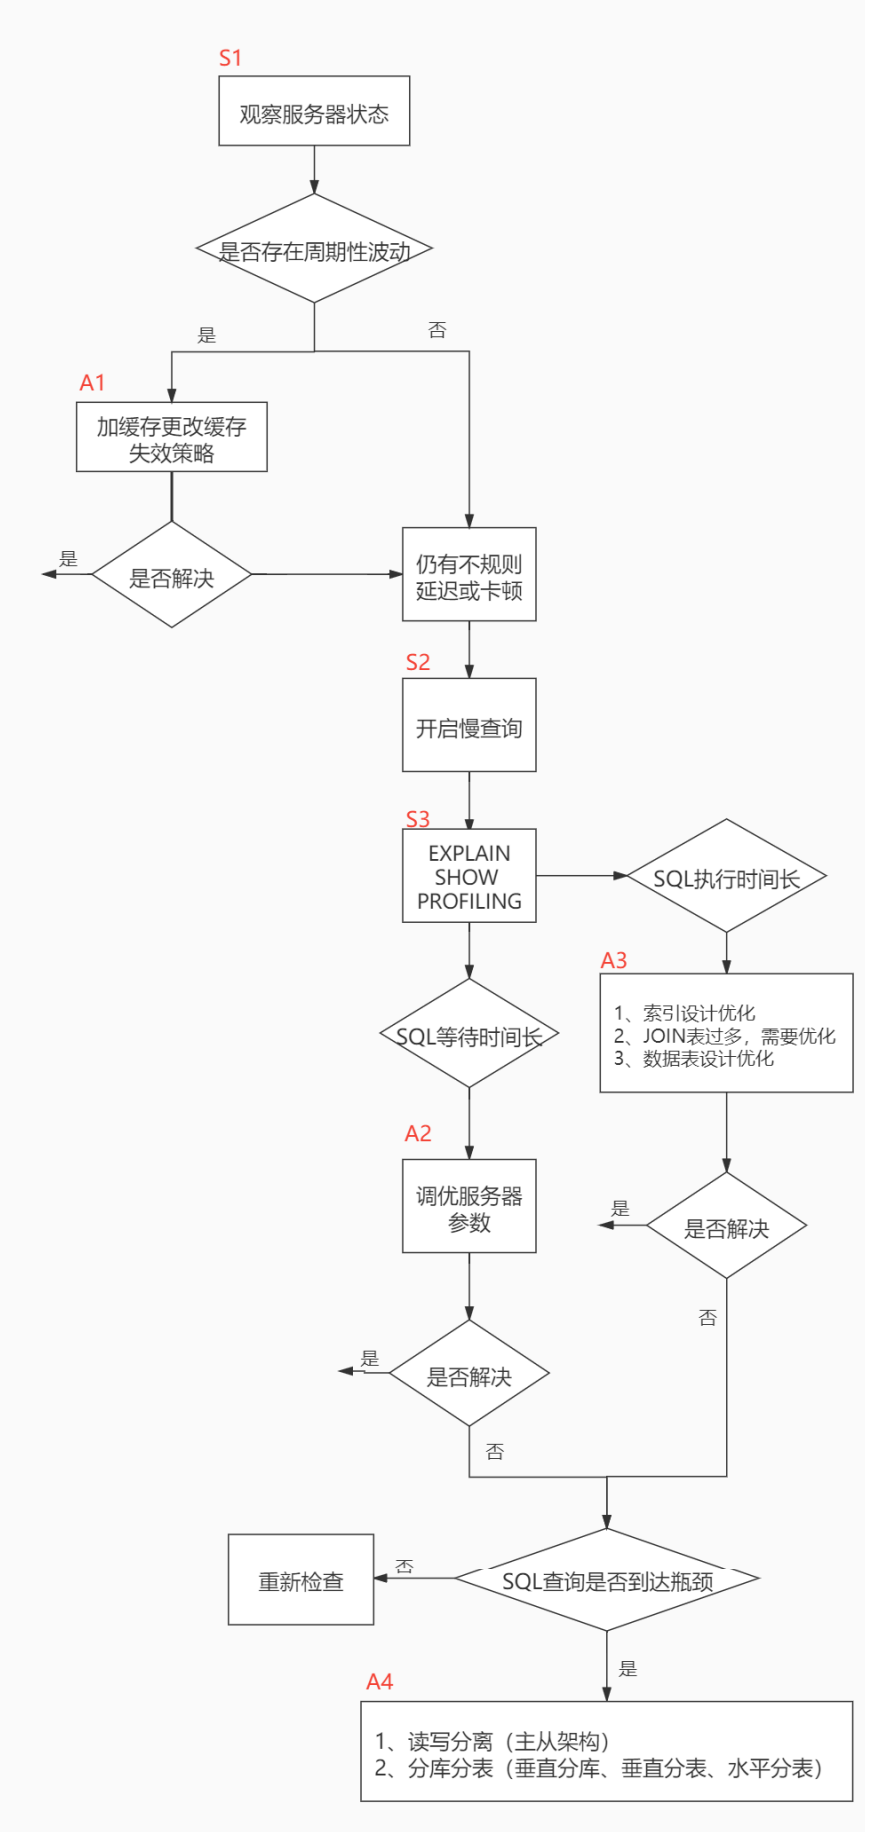 S1
观察服务器状态
是否存在周期性波动
是
否
A1
加缓存更改缓存
失效策略
是
是否解决
仍有不规则
延迟或卡顿
S2
开启慢查询
S3
EXPLAIN
SHOW
PROFILING
SQL执行时间长
A3
1、索引设计优化
2、JOIN表过多，需要优化
3、数据表设计优化
SQL等待时间长
A2
调优服务器
参数
是
是否解决
否
是
是否解决
否
SQL查询是否到达瓶颈
否
重新检查
是
A4
1、读写分离（主从架构）
2、分库分表（垂直分库、垂直分表、水平分表）